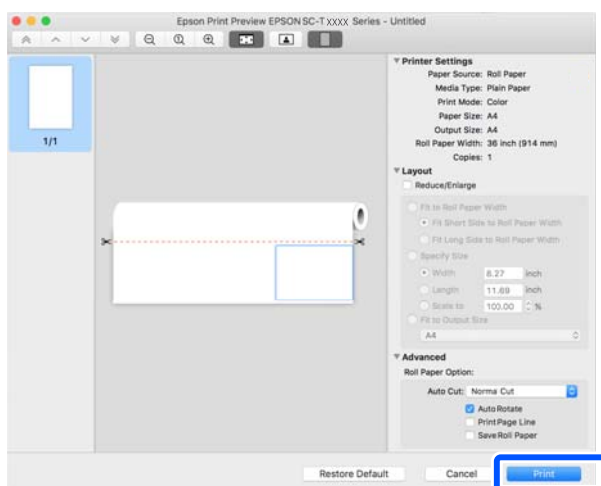 Epson Print Preview EPSON SC-T XXXX Series - Untitled
1/1
Printer Settings
Paper Source: Roll Paper
Media Type: Plain Paper
Print Mode: Color
Paper Size: A4
Output Size: A4
Roll Paper Width: 36 inch (914 mm)
Copies: 1
Layout
Reduce/Enlarge
Fit to Roll Paper Width
Fit Short Side to Roll Paper Width
Fit Long Side to Roll Paper Width
Specify Size
Width 8.27 inch
Length 11.69 inch
Scale to 100.00 %
Fit to Output Size
A4
Advanced
Roll Paper Option:
Auto Cut: Norma Cut
Auto Rotate
Print Page Line
Save Roll Paper
Restore Default Cancel Print